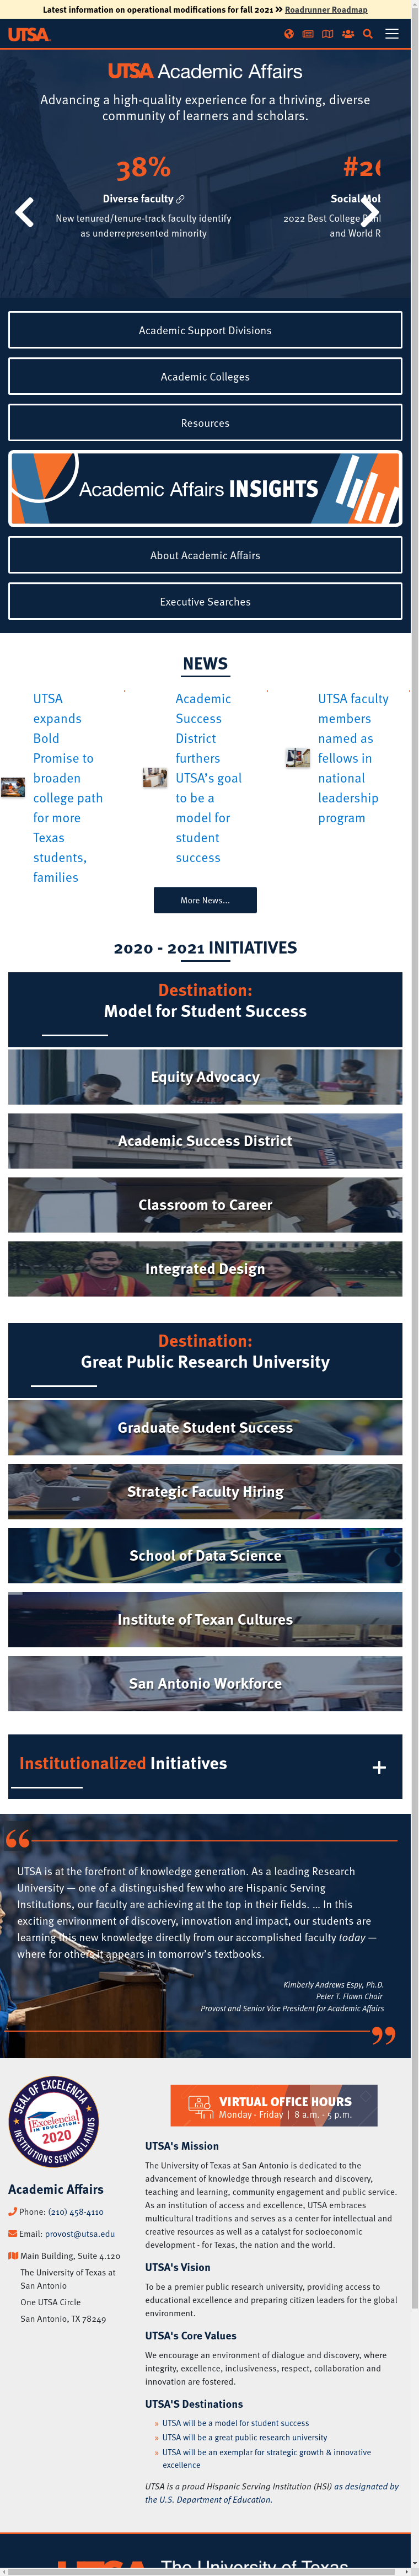 Latest information on operational modifications for fall 2021 » Roadrunner Roadmap
UTSA
UTSA Academic Affairs
Advancing a high-quality experience for a thriving, diverse
community of learners and scholars.
38%
Diverse faculty
New tenured/tenure-track faculty identify
as underrepresented minority
#26
Social Mob
2022 Best College Ranki
and World R
Academic Support Divisions
Academic Colleges
Resources
Academic Affairs INSIGHTS
About Academic Affairs
Executive Searches
NEWS
UTSA
expands
Bold
Promise to
broaden
college path
for more
Texas
students,
families
Academic
Success
District
furthers
UTSA's goal
to be a
model for
student
success
UTSA faculty
members
named as
fellows in
national
leadership
program
More News...
2020 - 2021 INITIATIVES
Destination:
Model for Student Success
Equity Advocacy
Academic Success District
Classroom to Career
Integrated Design
Destination:
Great Public Research University
Graduate Student Success
Strategic Faculty Hiring
School of Data Science
Institute of Texan Cultures
San Antonio Workforce
Institutionalized Initiatives +
“
UTSA is at the forefront of knowledge generation. As a leading Research
University — one of a distinguished few who are Hispanic Serving
Institutions, our faculty are achieving at the top in their fields. ... In this
exciting environment of discovery, innovation and impact, our students are
learning this new knowledge directly from our accomplished faculty today —
where for others it appears in tomorrow's textbooks.
Kimberly Andrews Espy, Ph.D.
Peter T. Flawn Chair
Provost and Senior Vice President for Academic Affairs
”
SEAL OF EXCELENCIA
Excelencia
IN EDUCATION
2020
INSTITUTIONS SERVING LATINOS
Academic Affairs
Phone: (210) 458-4110
Email: provost@utsa.edu
Main Building, Suite 4.120
The University of Texas at
San Antonio
One UTSA Circle
San Antonio, TX 78249
VIRTUAL OFFICE HOURS
Monday - Friday | 8 a.m. - 5 p.m.
UTSA's Mission
The University of Texas at San Antonio is dedicated to the
advancement of knowledge through research and discovery,
teaching and learning, community engagement and public service.
As an institution of access and excellence, UTSA embraces
multicultural traditions and serves as a center for intellectual and
creative resources as well as a catalyst for socioeconomic
development - for Texas, the nation and the world.
UTSA's Vision
To be a premier public research university, providing access to
educational excellence and preparing citizen leaders for the global
environment.
UTSA's Core Values
We encourage an environment of dialogue and discovery, where
integrity, excellence, inclusiveness, respect, collaboration and
innovation are fostered.
UTSA'S Destinations
» UTSA will be a model for student success
» UTSA will be a great public research university
» UTSA will be an exemplar for strategic growth & innovative
excellence
UTSA is a proud Hispanic Serving Institution (HSI) as designated by
the U.S. Department of Education.
The University of Texas